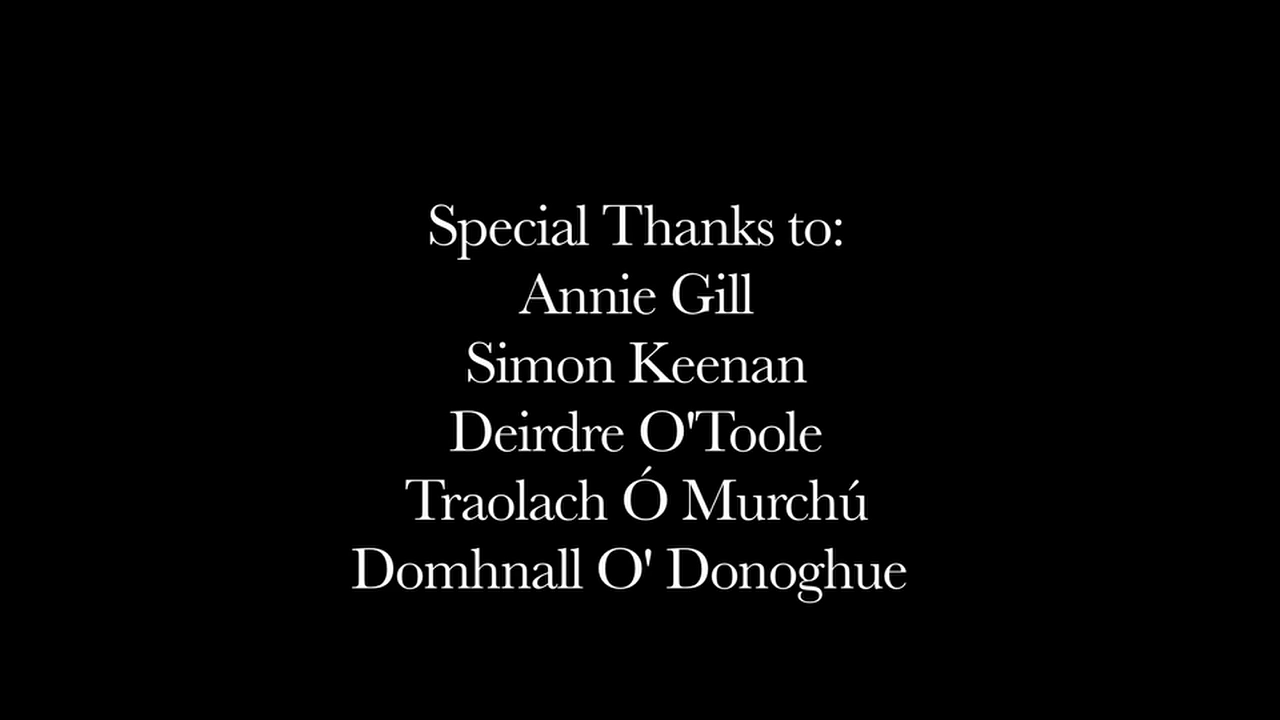 Special Thanks to:
Annie Gill
Simon Keenan
Deirdre O'Toole
Traolach Ó Murchú
Domhnall O' Donoghue